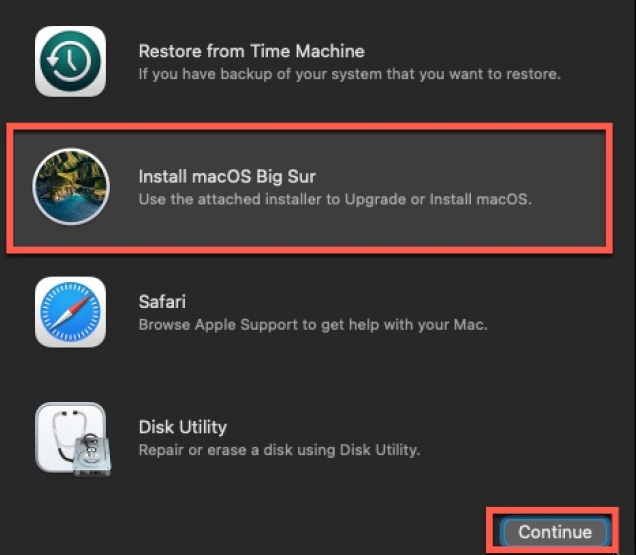 Restore from Time Machine
If you have backup of your system that you want to restore.
Install macOS Big Sur
Use the attached installer to Upgrade or Install macOS.
Safari
Browse Apple Support to get help with your Mac.
Disk Utility
Repair or erase a disk using Disk Utility.
Continue